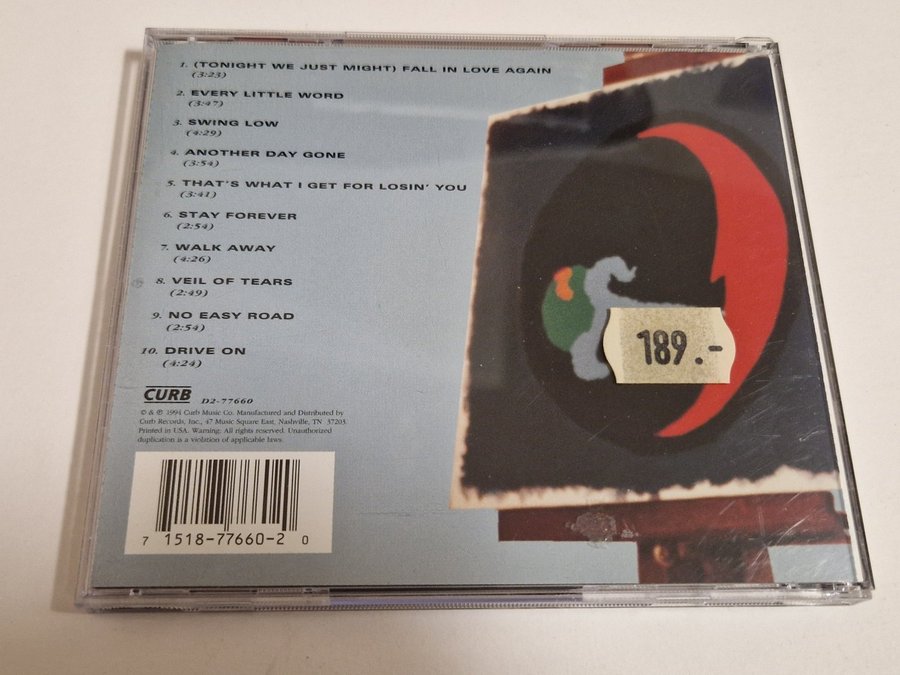 1. (TONIGHT WE JUST MIGHT) FALL IN LOVE AGAIN
(3:23)
2. EVERY LITTLE WORD
(3:47)
3. SWING LOW
(4:29)
4. ANOTHER DAY GONE
(3:54)
5. THAT'S WHAT I GET FOR LOSIN' YOU
(3:41)
6. STAY FOREVER
(2:54)
7. WALK AWAY
(4:26)
8. VEIL OF TEARS
(2:49)
9. NO EASY ROAD
(2:54)
10. DRIVE ON
(4:24)
CURB D2-77660
© & ℗ 1994 Curb Music Co. Manufactured and Distributed by
Curb Records, Inc., 47 Music Square East, Nashville, TN 37203.
Printed in USA. Warning: All rights reserved. Unauthorized
duplication is a violation of applicable laws.
7 1518-77660-2 0
189.-